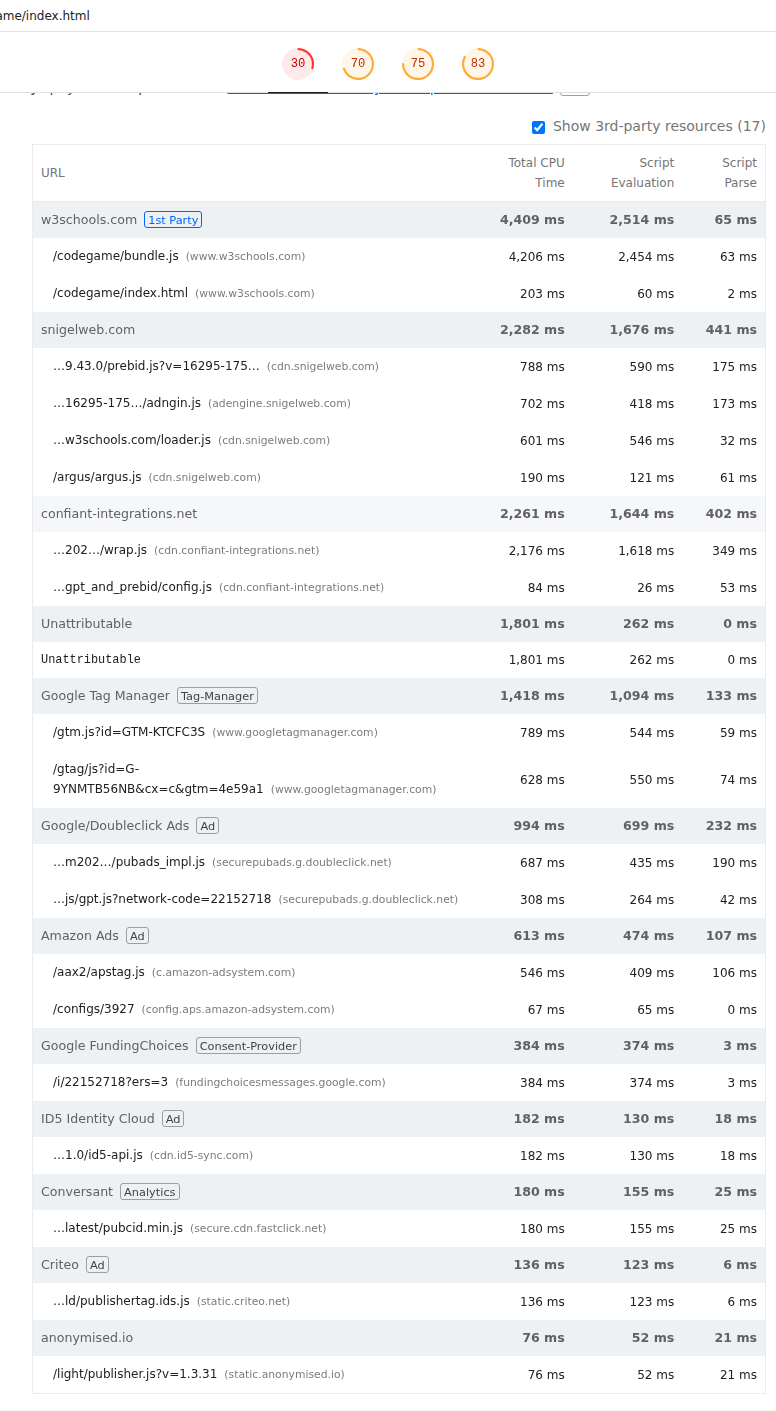 ame/index.html
30 70 75 83
Show 3rd-party resources (17)
URL Total CPU Time Script Evaluation Script Parse
w3schools.com 1st Party 4,409 ms 2,514 ms 65 ms
/codegame/bundle.js (www.w3schools.com) 4,206 ms 2,454 ms 63 ms
/codegame/index.html (www.w3schools.com) 203 ms 60 ms 2 ms
snigelweb.com 2,282 ms 1,676 ms 441 ms
…9.43.0/prebid.js?v=16295-175… (cdn.snigelweb.com) 788 ms 590 ms 175 ms
…16295-175…/adngin.js (adengine.snigelweb.com) 702 ms 418 ms 173 ms
…w3schools.com/loader.js (cdn.snigelweb.com) 601 ms 546 ms 32 ms
/argus/argus.js (cdn.snigelweb.com) 190 ms 121 ms 61 ms
confiant-integrations.net 2,261 ms 1,644 ms 402 ms
…202…/wrap.js (cdn.confiant-integrations.net) 2,176 ms 1,618 ms 349 ms
…gpt_and_prebid/config.js (cdn.confiant-integrations.net) 84 ms 26 ms 53 ms
Unattributable 1,801 ms 262 ms 0 ms
Unattributable 1,801 ms 262 ms 0 ms
Google Tag Manager Tag-Manager 1,418 ms 1,094 ms 133 ms
/gtm.js?id=GTM-KTCFC3S (www.googletagmanager.com) 789 ms 544 ms 59 ms
/gtag/js?id=G-
9YNMTB56NB&cx=c&gtm=4e59a1 (www.googletagmanager.com) 628 ms 550 ms 74 ms
Google/Doubleclick Ads Ad 994 ms 699 ms 232 ms
…m202…/pubads_impl.js (securepubads.g.doubleclick.net) 687 ms 435 ms 190 ms
…js/gpt.js?network-code=22152718 (securepubads.g.doubleclick.net) 308 ms 264 ms 42 ms
Amazon Ads Ad 613 ms 474 ms 107 ms
/aax2/apstag.js (c.amazon-adsystem.com) 546 ms 409 ms 106 ms
/configs/3927 (config.aps.amazon-adsystem.com) 67 ms 65 ms 0 ms
Google FundingChoices Consent-Provider 384 ms 374 ms 3 ms
/i/22152718?ers=3 (fundingchoicesmessages.google.com) 384 ms 374 ms 3 ms
ID5 Identity Cloud Ad 182 ms 130 ms 18 ms
…1.0/id5-api.js (cdn.id5-sync.com) 182 ms 130 ms 18 ms
Conversant Analytics 180 ms 155 ms 25 ms
…latest/pubcid.min.js (secure.cdn.fastclick.net) 180 ms 155 ms 25 ms
Criteo Ad 136 ms 123 ms 6 ms
…ld/publishertag.ids.js (static.criteo.net) 136 ms 123 ms 6 ms
anonymised.io 76 ms 52 ms 21 ms
/light/publisher.js?v=1.3.31 (static.anonymised.io) 76 ms 52 ms 21 ms